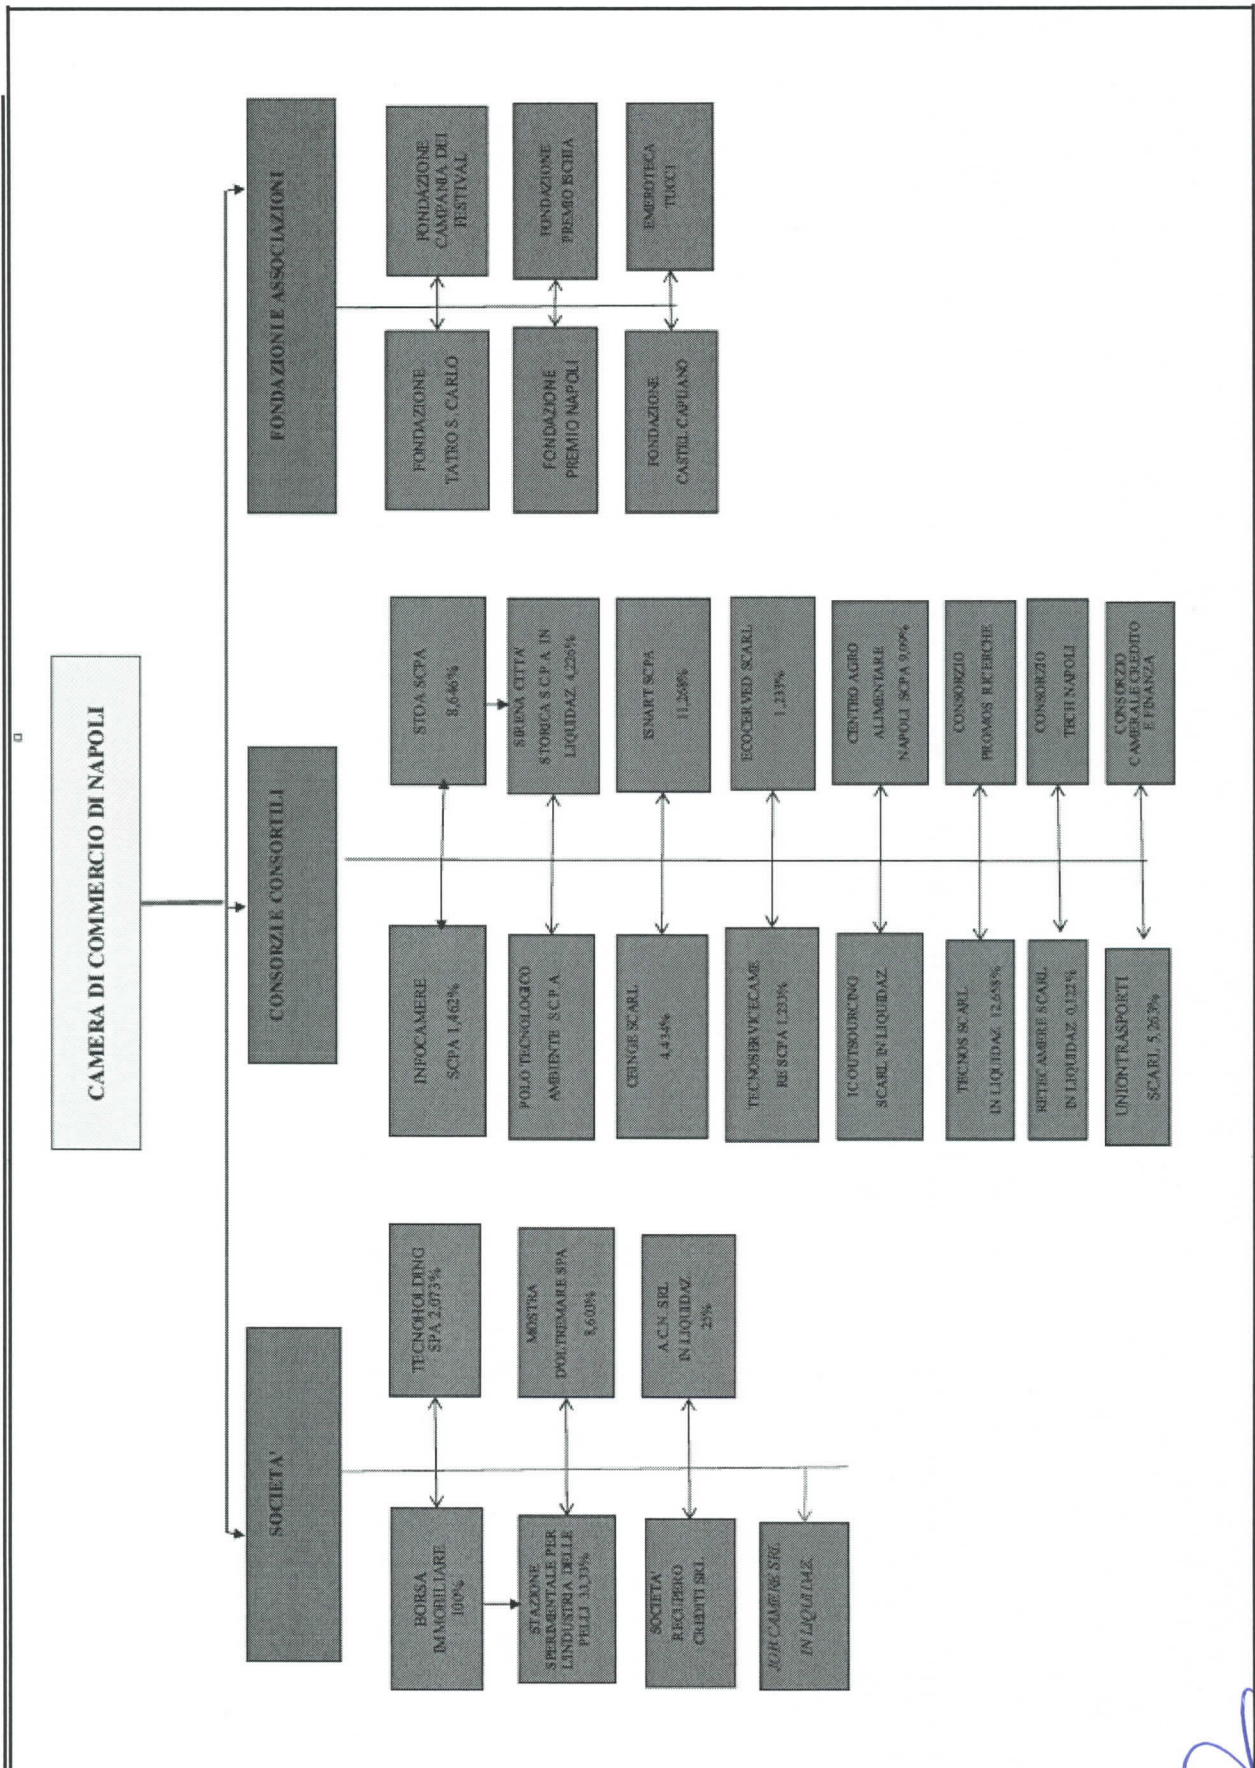 CAMERA DI COMMERCIO DI NAPOLI
SOCIETA'
BORSA
IMMOBILIARE
100%
TECNOHOLDING
SPA 2,073%
STAZIONE
SPERIMENTALE PER
L'INDUSTRIA DELLE
PELLI 33,33%
MOSTRA
D'OLTREMARE SPA
8,603%
SOCIETA'
RECUPERO
CREDITI SRL
A.C.N. SRL
IN LIQUIDAZ.
25%
JOB CAMERE SRL
IN LIQUIDAZ.
CONSORZI E CONSORTILI
INFOCAMERE
SCPA 1,462%
STOA SCPA
8,646%
POLO TECNOLOGICO
AMBIENTE S.C.P.A.
SIRENA CITTA'
STORICA S.C.P.A. IN
LIQUIDAZ. 4,226%
CEINGE SCARL
4,434%
ISNART SCPA
11,268%
TECNOSERVICECAME
RE SCPA 1,233%
ECOCERVED SCARL
1,233%
IC OUTSOURCING
SCARL IN LIQUIDAZ.
CENTRO AGRO
ALIMENTARE
NAPOLI SCPA 9,09%
TECNOS SCARL
IN LIQUIDAZ. 12,658%
CONSORZIO
PROMOS RICERCHE
RETECAMERE SCARL
IN LIQUIDAZ. 0,122%
CONSORZIO
TECH NAPOLI
UNIONTRASPORTI
SCARL 5,263%
CONSORZIO
CAMERALE CREDITO
E FINANZA
FONDAZIONI E ASSOCIAZIONI
FONDAZIONE
TATRO S. CARLO
FONDAZIONE
CAMPANIA DEI
FESTIVAL
FONDAZIONE
PREMIO NAPOLI
FONDAZIONE
PREMIO ISCHIA
FONDAZIONE
CASTEL CAPUANO
EMEROTECA
TUCCI